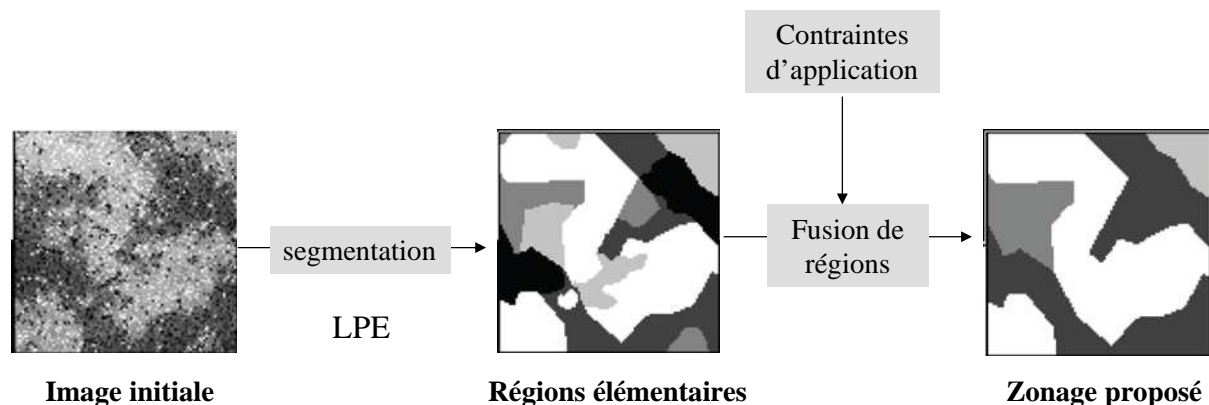 Contraintes
d’application
segmentation
Fusion de
régions
LPE
Image initiale
Régions élémentaires
Zonage proposé